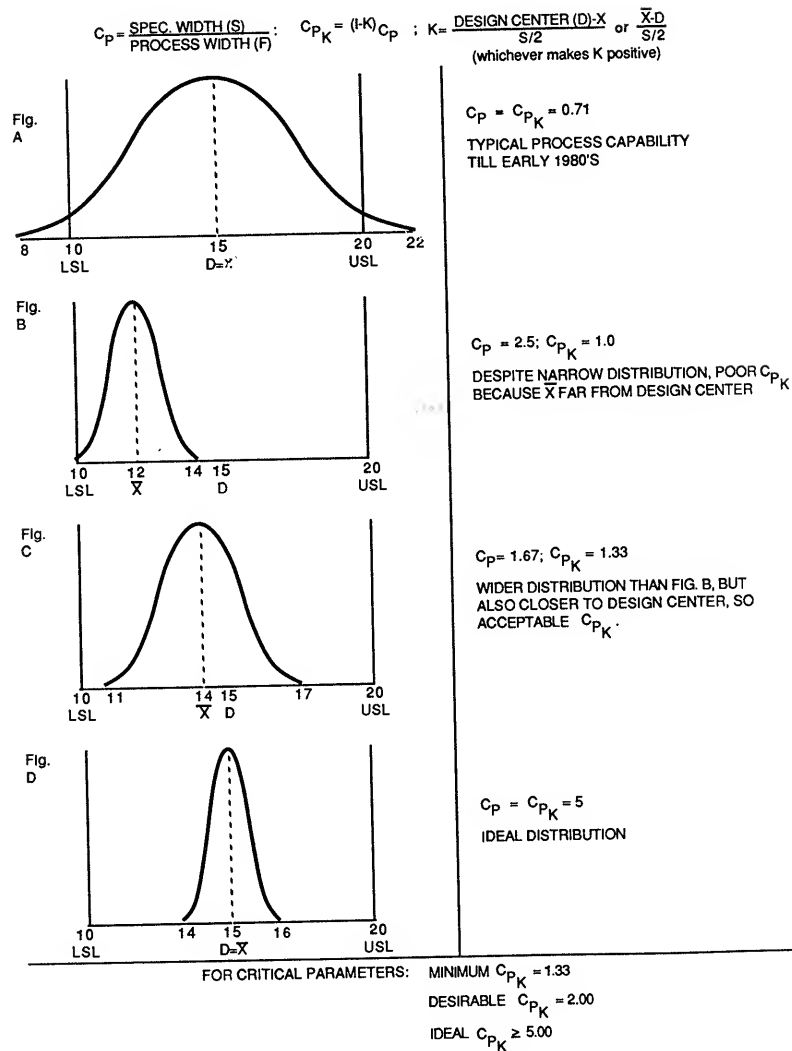 C_P = SPEC. WIDTH (S) / PROCESS WIDTH (F) : C_PK = (I-K) C_P ; K = DESIGN CENTER (D)-X / S/2 or X̅-D / S/2
(whichever makes K positive)
Fig.
A
8 10 15 20 22
LSL D=X̅ USL
C_P = C_PK = 0.71
TYPICAL PROCESS CAPABILITY
TILL EARLY 1980'S
Fig.
B
10 12 14 15 20
LSL X̅ D USL
C_P = 2.5; C_PK = 1.0
DESPITE NARROW DISTRIBUTION, POOR C_PK
BECAUSE X̅ FAR FROM DESIGN CENTER
Fig.
C
10 11 14 15 17 20
LSL X̅ D USL
C_P = 1.67; C_PK = 1.33
WIDER DISTRIBUTION THAN FIG. B, BUT
ALSO CLOSER TO DESIGN CENTER, SO
ACCEPTABLE C_PK.
Fig.
D
10 14 15 16 20
LSL D=X̅ USL
C_P = C_PK = 5
IDEAL DISTRIBUTION
FOR CRITICAL PARAMETERS: MINIMUM C_PK = 1.33
DESIRABLE C_PK = 2.00
IDEAL C_PK ≥ 5.00